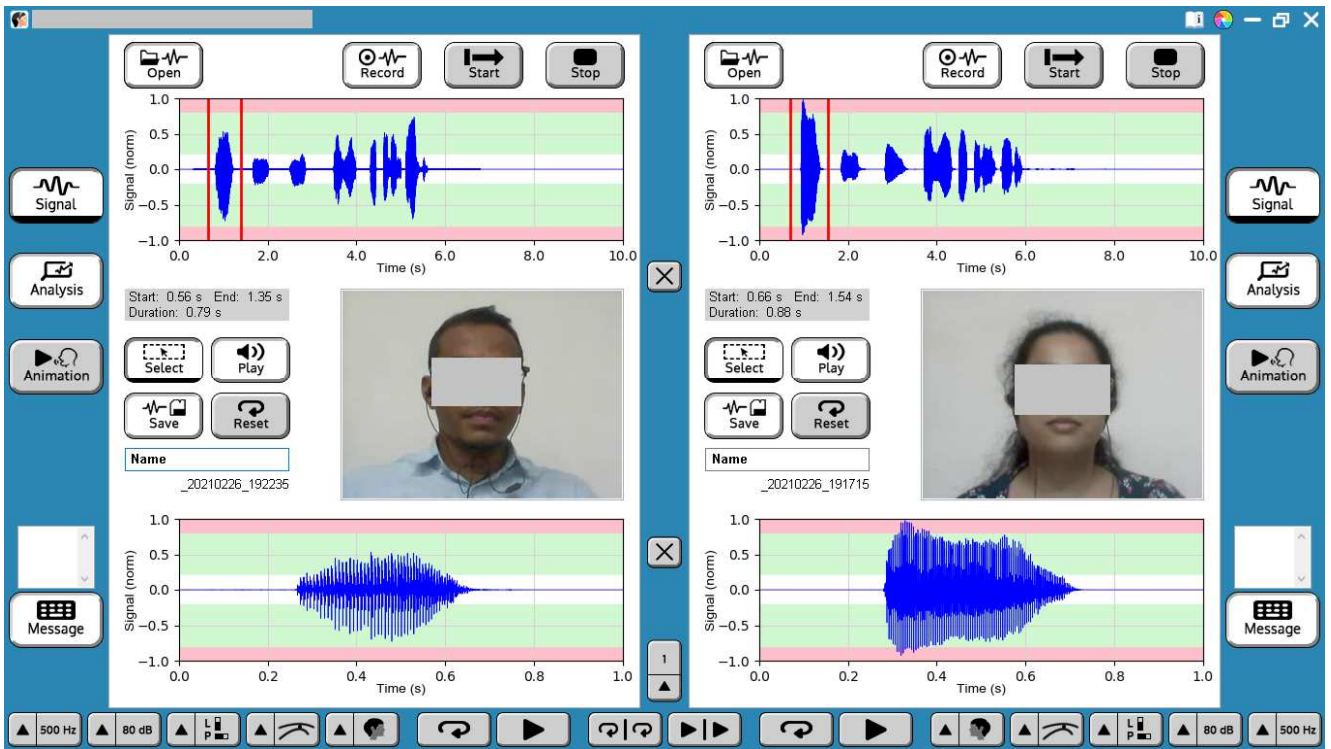 Open Record Start Stop
1.0
0.5
0.0
−0.5
−1.0
Signal (norm)
0.0 2.0 4.0 6.0 8.0 10.0
Time (s)
Signal
Analysis
Animation
Start: 0.56 s End: 1.35 s
Duration: 0.79 s
Select Play
Save Reset
Name
_20210226_192235
1.0
0.5
0.0
−0.5
−1.0
Signal (norm)
0.0 0.2 0.4 0.6 0.8 1.0
Time (s)
Message
1
Open Record Start Stop
1.0
0.5
0.0
−0.5
−1.0
Signal (norm)
0.0 2.0 4.0 6.0 8.0 10.0
Time (s)
Signal
Analysis
Animation
Start: 0.66 s End: 1.54 s
Duration: 0.88 s
Select Play
Save Reset
Name
_20210226_191715
1.0
0.5
0.0
−0.5
−1.0
Signal (norm)
0.0 0.2 0.4 0.6 0.8 1.0
Time (s)
Message
500 Hz 80 dB L P L P 80 dB 500 Hz